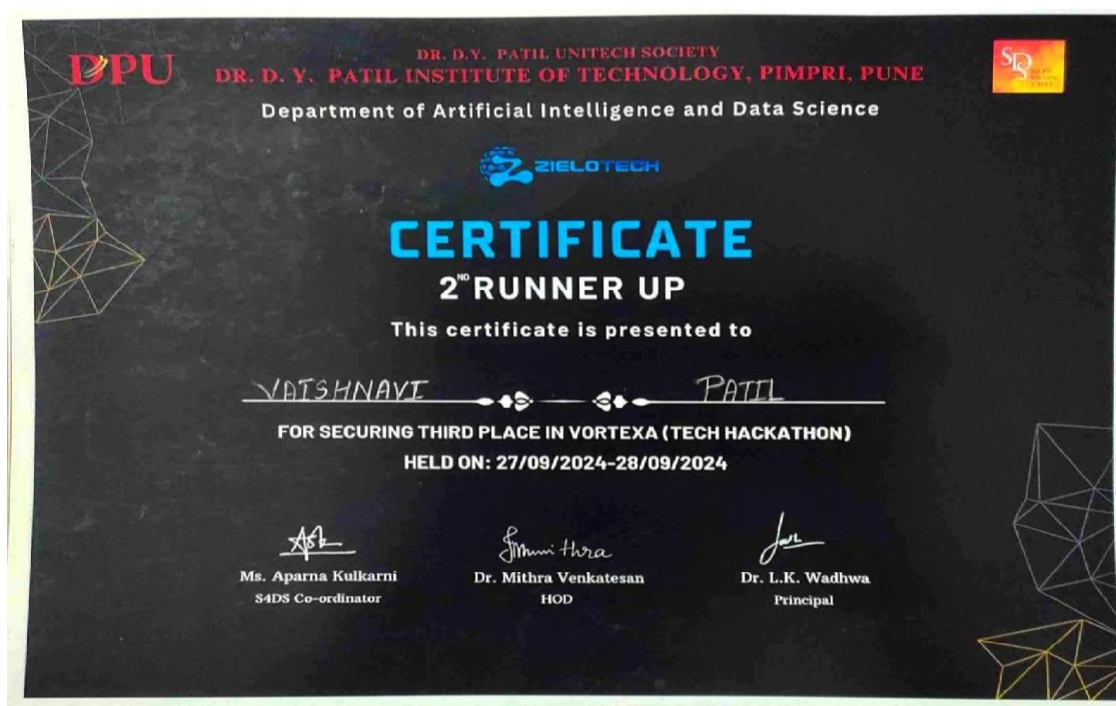 DPU
DR. D.Y. PATIL UNITECH SOCIETY
DR. D. Y. PATIL INSTITUTE OF TECHNOLOGY, PIMPRI, PUNE
Department of Artificial Intelligence and Data Science
SDS
ZIELOTECH
CERTIFICATE
2ND RUNNER UP
This certificate is presented to
VAISHNAVI PATIL
FOR SECURING THIRD PLACE IN VORTEXA (TECH HACKATHON)
HELD ON: 27/09/2024-28/09/2024
Ms. Aparna Kulkarni Dr. Mithra Venkatesan Dr. L.K. Wadhwa
S4DS Co-ordinator HOD Principal